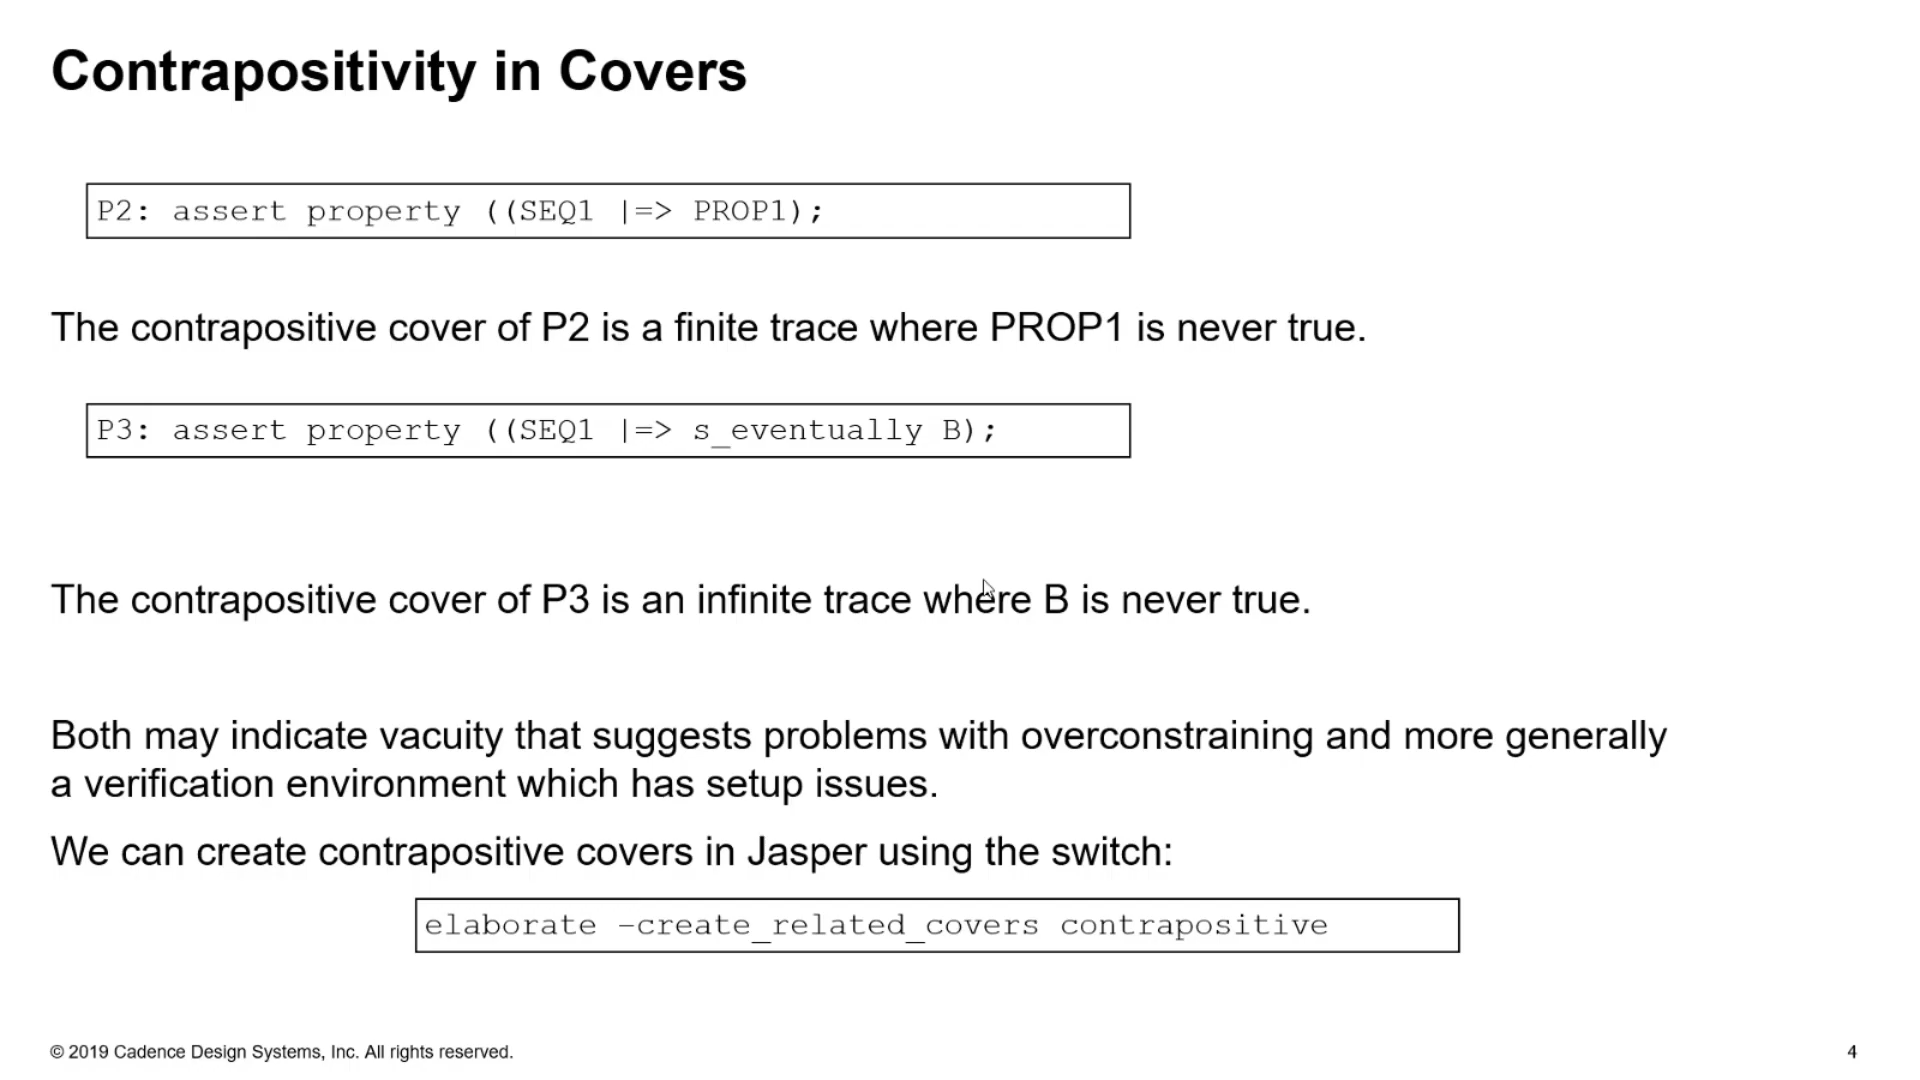 Contrapositivity in Covers
P2: assert property ((SEQ1 |=> PROP1);
The contrapositive cover of P2 is a finite trace where PROP1 is never true.
P3: assert property ((SEQ1 |=> s_eventually B);
The contrapositive cover of P3 is an infinite trace where B is never true.
Both may indicate vacuity that suggests problems with overconstraining and more generally
a verification environment which has setup issues.
We can create contrapositive covers in Jasper using the switch:
elaborate –create_related_covers contrapositive
© 2019 Cadence Design Systems, Inc. All rights reserved.
4